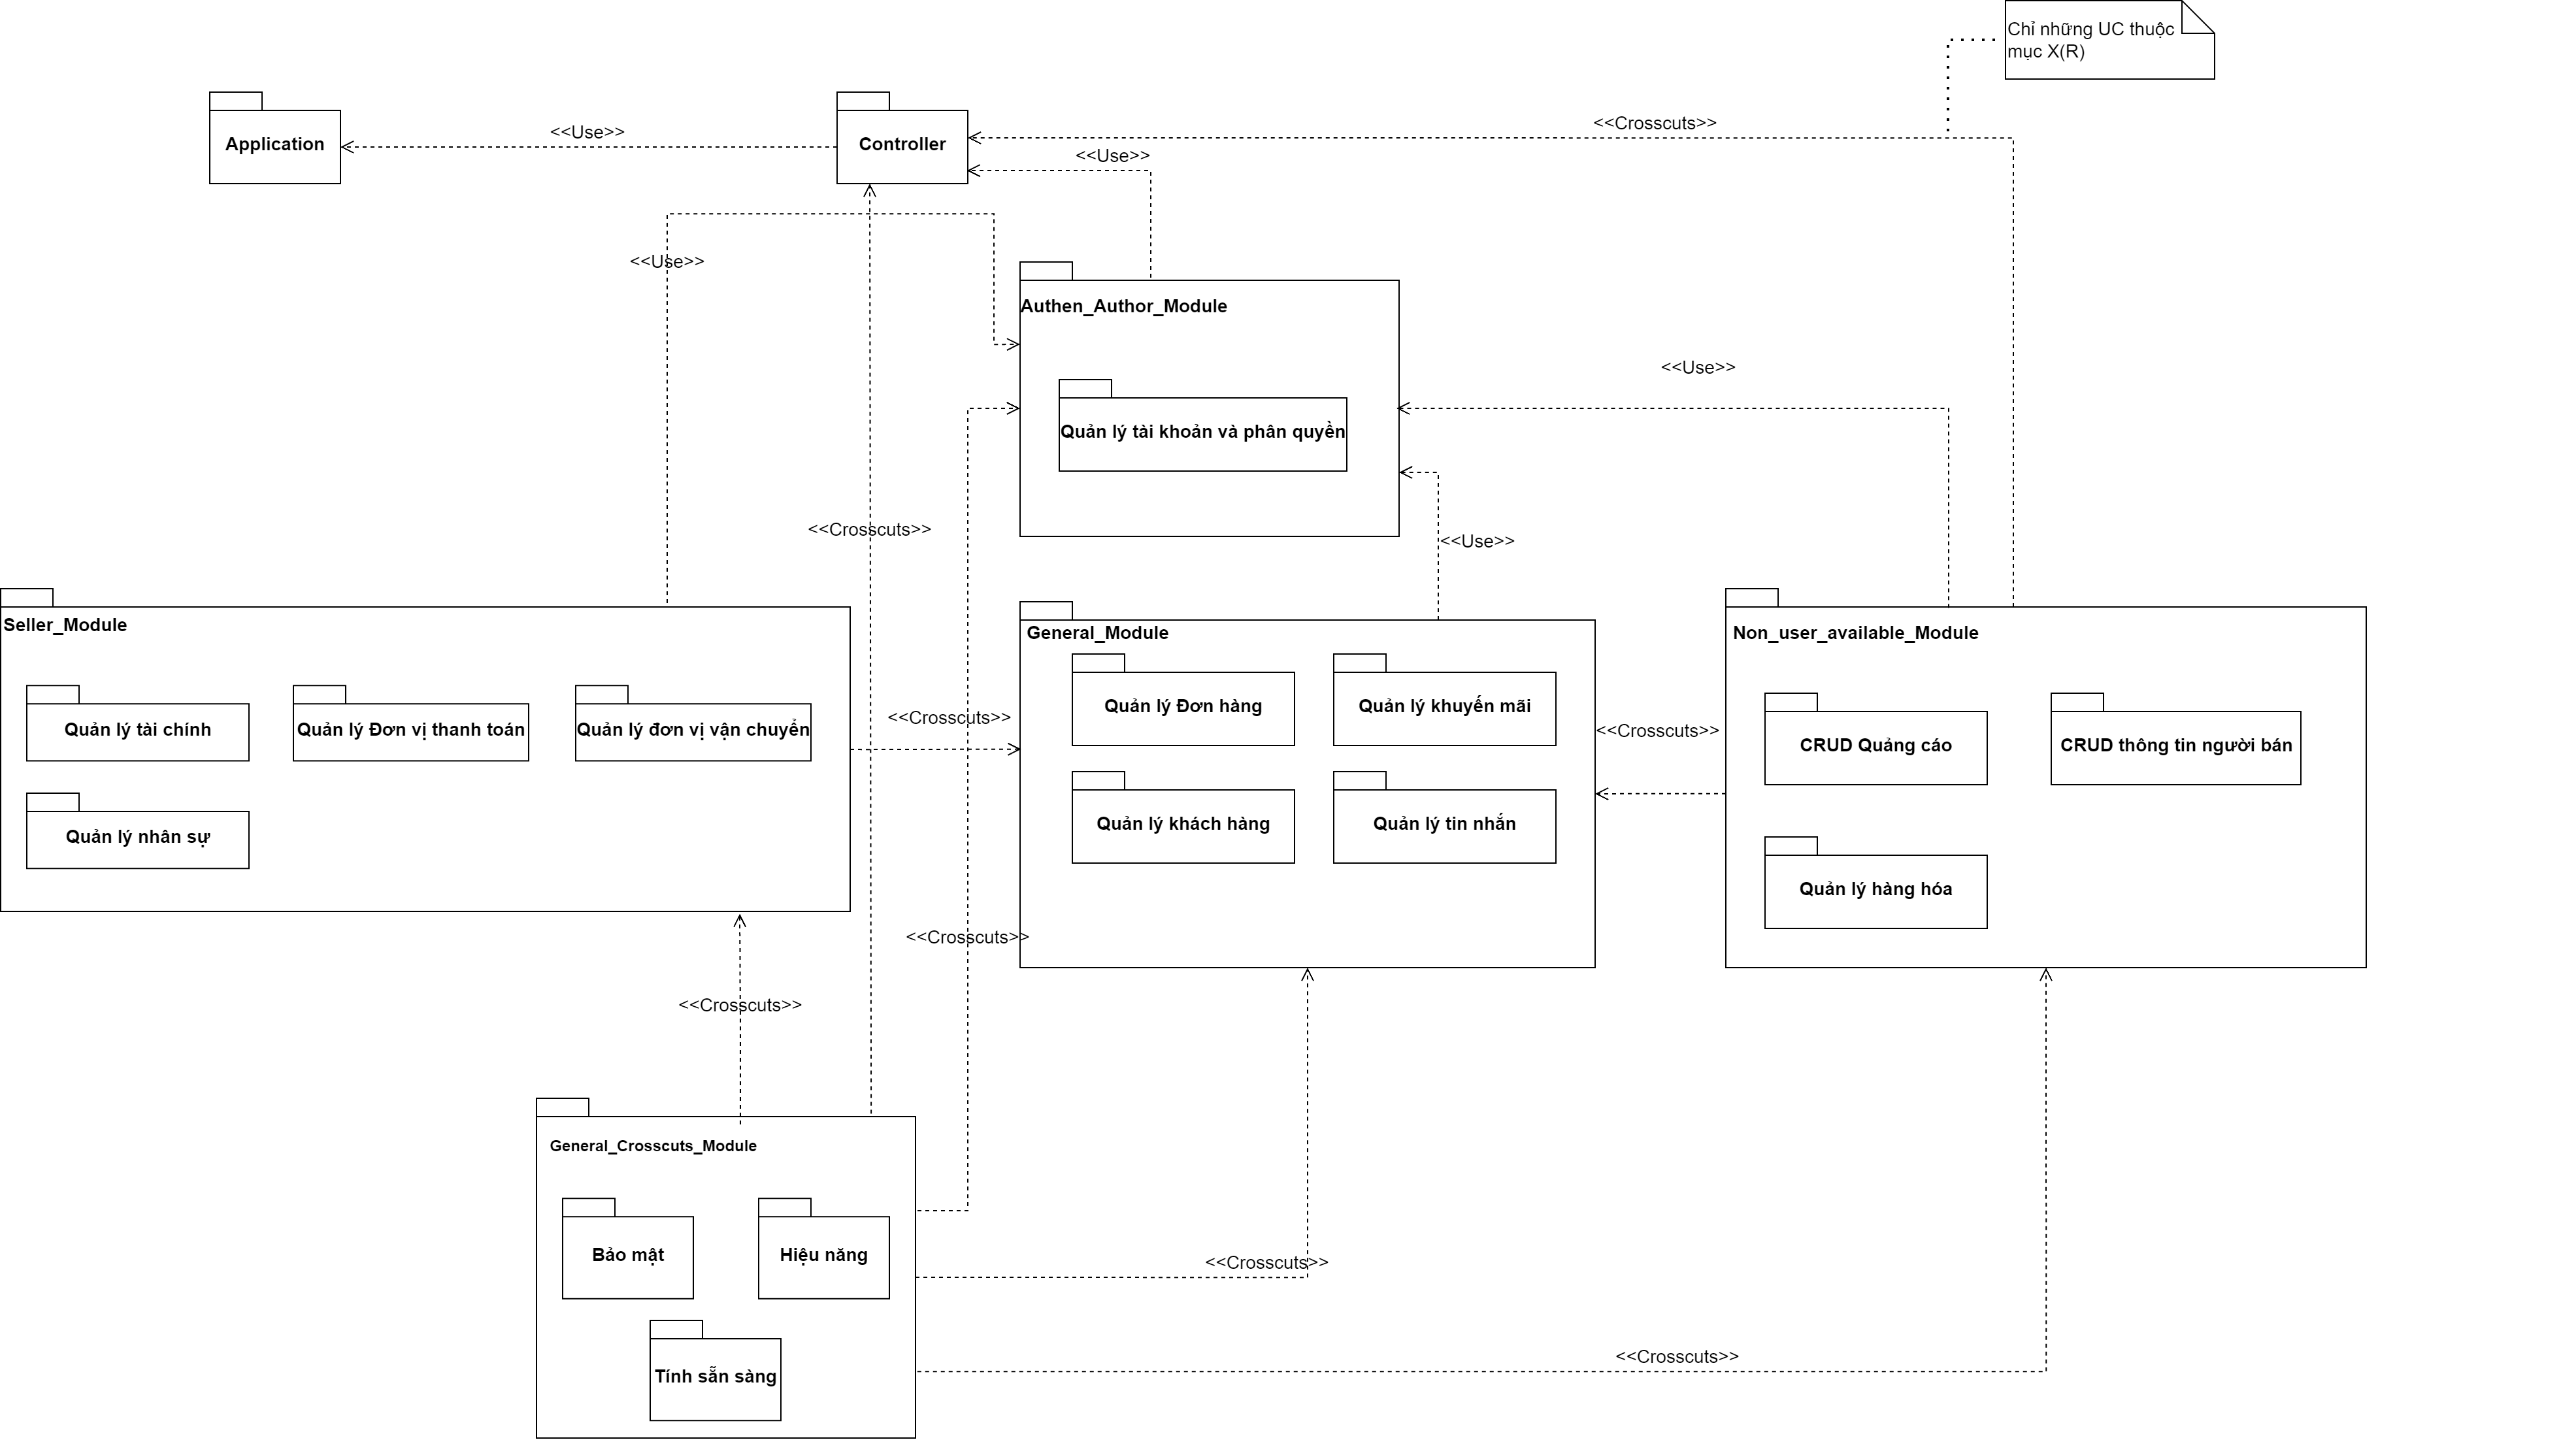 Chỉ những UC thuộc
mục X(R)
<<Crosscuts>>
<<Use>>
Application
Controller
<<Use>>
<<Use>>
Authen_Author_Module
<<Use>>
Quản lý tài khoản và phân quyền
<<Crosscuts>>
<<Use>>
Seller_Module
General_Module
Non_user_available_Module
Quản lý tài chính
Quản lý Đơn vị thanh toán
Quản lý đơn vị vận chuyển
<<Crosscuts>>
Quản lý Đơn hàng
Quản lý khuyến mãi
<<Crosscuts>>
CRUD Quảng cáo
CRUD thông tin người bán
Quản lý nhân sự
Quản lý khách hàng
Quản lý tin nhắn
Quản lý hàng hóa
<<Crosscuts>>
<<Crosscuts>>
General_Crosscuts_Module
Bảo mật
Hiệu năng
<<Crosscuts>>
Tính sẵn sàng
<<Crosscuts>>